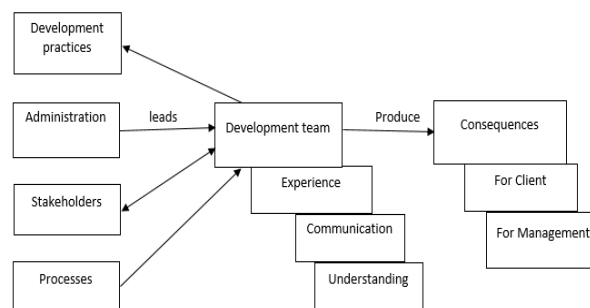 Development
practices
Administration
leads
Development team
Produce
Consequences
Stakeholders
Experience
For Client
Communication
For Management
Processes
Understanding